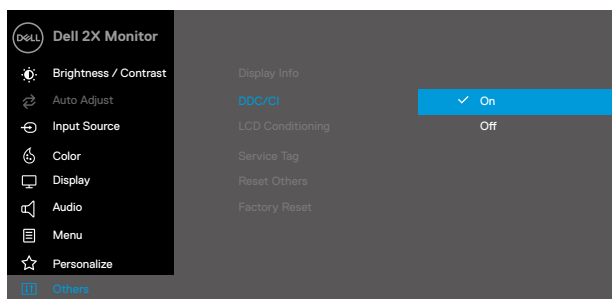 DELL
Dell 2X Monitor
Brightness / Contrast
Auto Adjust
Input Source
Color
Display
Audio
Menu
Personalize
Others
Display Info
DDC/CI
LCD Conditioning
Service Tag
Reset Others
Factory Reset
On
Off